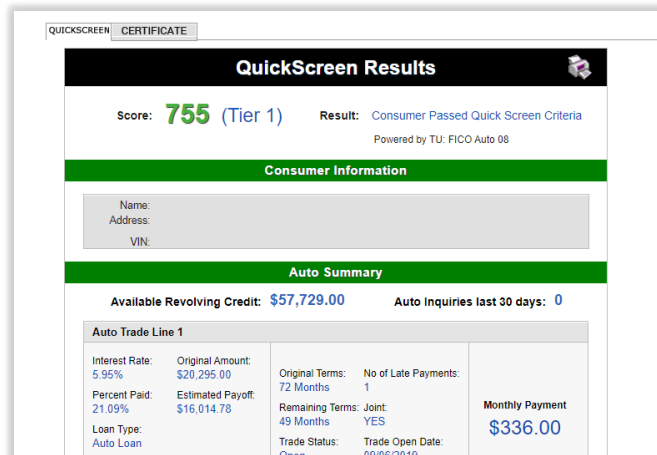 QUICKSCREEN CERTIFICATE
QuickScreen Results
Score: 755 (Tier 1) Result: Consumer Passed Quick Screen Criteria
Powered by TU: FICO Auto 08
Consumer Information
Name:
Address:
VIN:
Auto Summary
Available Revolving Credit: $57,729.00 Auto Inquiries last 30 days: 0
Auto Trade Line 1
Interest Rate: Original Amount:
5.95% $20,295.00
Percent Paid: Estimated Payoff:
21.09% $16,014.78
Loan Type:
Auto Loan
Original Terms: No of Late Payments:
72 Months 1
Remaining Terms: Joint:
49 Months YES
Trade Status: Trade Open Date:
Open 09/06/2019
Monthly Payment
$336.00